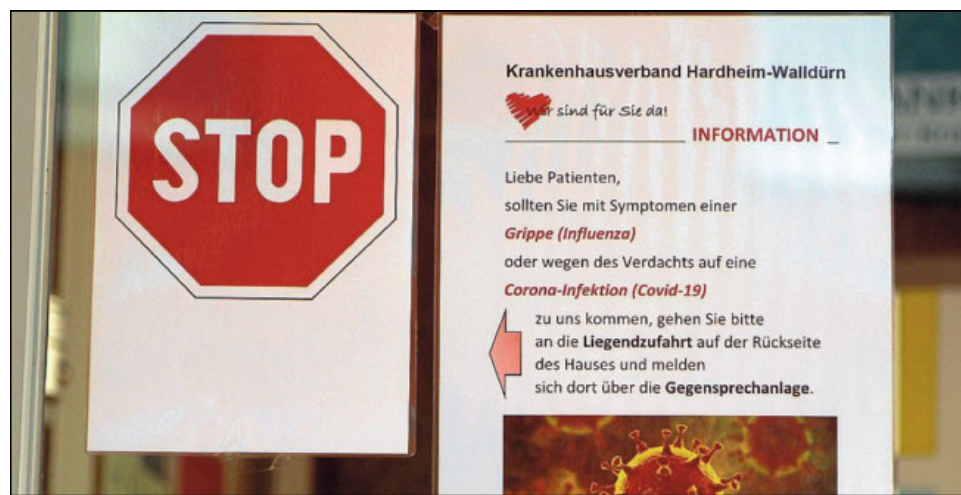 STOP
Krankenhausverband Hardheim-Walldürn
Wir sind für Sie da!
INFORMATION
Liebe Patienten,
sollten Sie mit Symptomen einer
Grippe (Influenza)
oder wegen des Verdachts auf eine
Corona-Infektion (Covid-19)
zu uns kommen, gehen Sie bitte
an die Liegendzufahrt auf der Rückseite
des Hauses und melden
sich dort über die Gegensprechanlage.